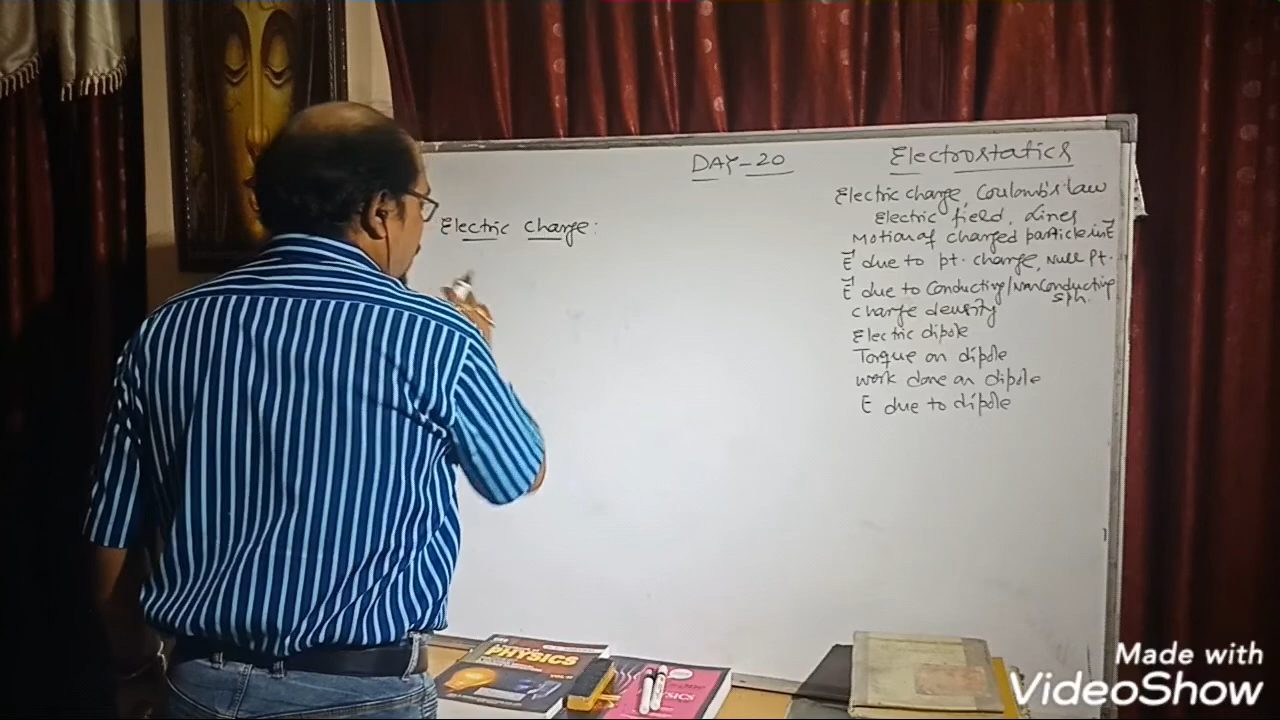 DAY-20
Electrostatics
Electric charge, Coulomb's law
Electric field, Lines
Motion of charged particle in E⃗
E⃗ due to pt. charge, Null Pt.
E⃗ due to Conducting/NonConducting
sph.
charge density
Electric dipole
Torque on dipole
work done on dipole
E due to dipole
Electric charge:
PHYSICS
Made with
VideoShow